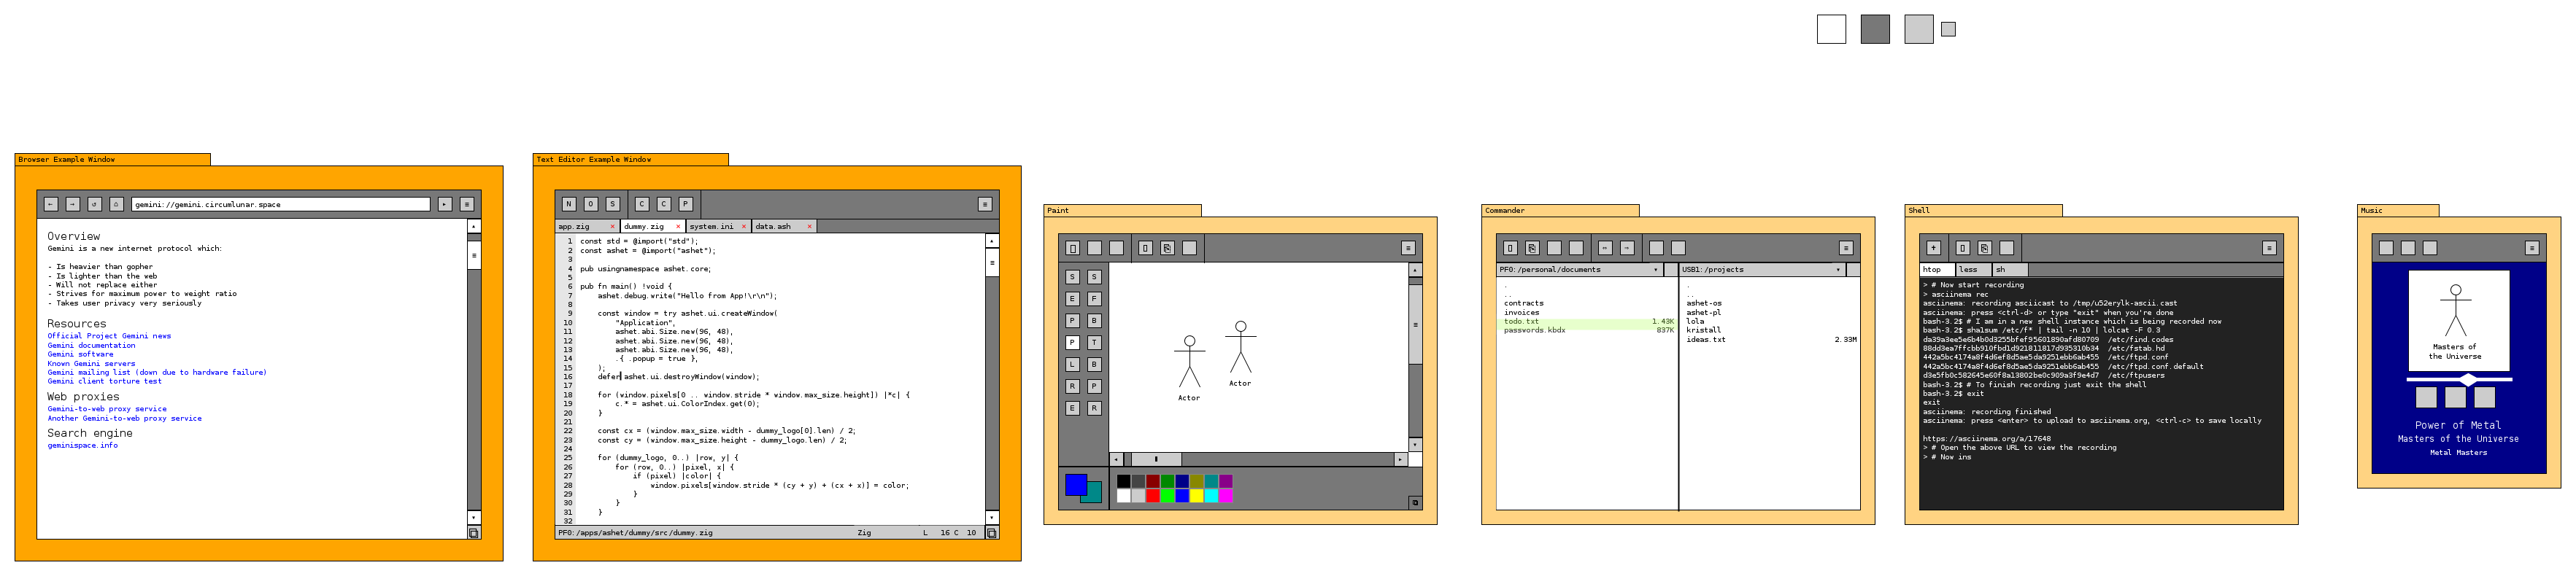 Browser Example Window
gemini://gemini.circumlunar.space
Overview
Gemini is a new internet protocol which:
- Is heavier than gopher
- Is lighter than the web
- Will not replace either
- Strives for maximum power to weight ratio
- Takes user privacy very seriously
Resources
Official Project Gemini news
Gemini documentation
Gemini software
Known Gemini servers
Gemini mailing list (down due to hardware failure)
Gemini client torture test
Web proxies
Gemini-to-web proxy service
Another Gemini-to-web proxy service
Search engine
geminispace.info
Text Editor Example Window
N O S C C P
app.zig × dummy.zig × system.ini × data.ash ×
1 const std = @import("std");
2 const ashet = @import("ashet");
3
4 pub usingnamespace ashet.core;
5
6 pub fn main() !void {
7 ashet.debug.write("Hello from App!\r\n");
8
9 const window = try ashet.ui.createWindow(
10 "Application",
11 ashet.abi.Size.new(96, 48),
12 ashet.abi.Size.new(96, 48),
13 ashet.abi.Size.new(96, 48),
14 .{ .popup = true },
15 );
16 defer ashet.ui.destroyWindow(window);
17
18 for (window.pixels[0 .. window.stride * window.max_size.height]) |*c| {
19 c.* = ashet.ui.ColorIndex.get(0);
20 }
21
22 const cx = (window.max_size.width - dummy_logo[0].len) / 2;
23 const cy = (window.max_size.height - dummy_logo.len) / 2;
24
25 for (dummy_logo, 0..) |row, y| {
26 for (row, 0..) |pixel, x| {
27 if (pixel) |color| {
28 window.pixels[window.stride * (cy + y) + (cx + x)] = color;
29 }
30 }
31 }
32
PF0:/apps/ashet/dummy/src/dummy.zig Zig L 16 C 10
Paint
S S
E F
P B
P T
L B
R P
E R
Actor
Actor
Commander
PF0:/personal/documents
.
..
contracts
invoices
todo.txt 1.43K
passwords.kbdx 837K
USB1:/projects
.
..
ashet-os
ashet-pl
lola
kristall
ideas.txt 2.33M
Shell
htop less sh
> # Now start recording
> asciinema rec
asciinema: recording asciicast to /tmp/u52erylk-ascii.cast
asciinema: press <ctrl-d> or type "exit" when you're done
bash-3.2$ # I am in a new shell instance which is being recorded now
bash-3.2$ sha1sum /etc/f* | tail -n 10 | lolcat -F 0.3
da39a3ee5e6b4b0d3255bfef95601890afd80709 /etc/find.codes
88dd3ea7ffcbb910fbd1d921811817d935310b34 /etc/fstab.hd
442a5bc4174a8f4d6ef8d5ae5da9251ebb6ab455 /etc/ftpd.conf
442a5bc4174a8f4d6ef8d5ae5da9251ebb6ab455 /etc/ftpd.conf.default
d3e5fb0c582645e60f8a13802be0c909a3f9e4d7 /etc/ftpusers
bash-3.2$ # To finish recording just exit the shell
bash-3.2$ exit
exit
asciinema: recording finished
asciinema: press <enter> to upload to asciinema.org, <ctrl-c> to save locally
https://asciinema.org/a/17648
> # Open the above URL to view the recording
> # Now ins
Music
Masters of
the Universe
Power of Metal
Masters of the Universe
Metal Masters